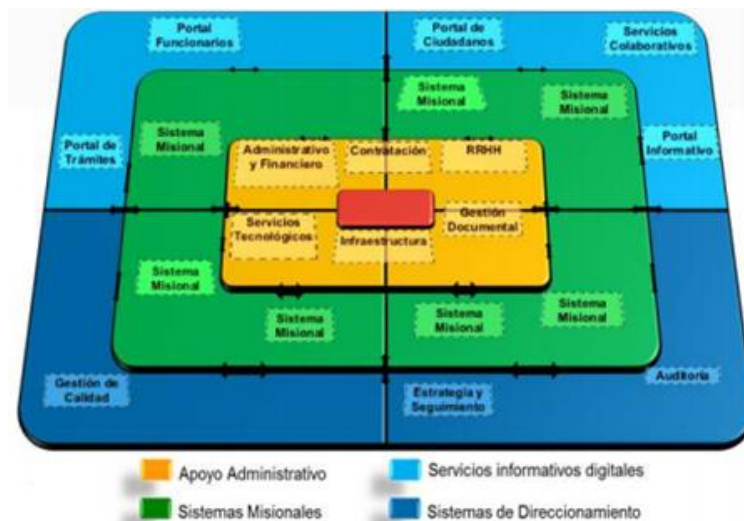 Portal
Funcionarios
Portal de
Ciudadanos
Servicios
Colaborativos
Sistema
Misional
Sistema
Misional
Sistema
Misional
Portal de
Trámites
Portal
Informativo
Administrativo
y Financiero
Contratación
RRHH
Servicios
Tecnológicos
Infraestructura
Gestión
Documental
Sistema
Misional
Sistema
Misional
Sistema
Misional
Sistema
Misional
Gestión de
Calidad
Estrategia y
Seguimiento
Auditoría
Apoyo Administrativo
Servicios informativos digitales
Sistemas Misionales
Sistemas de Direccionamiento